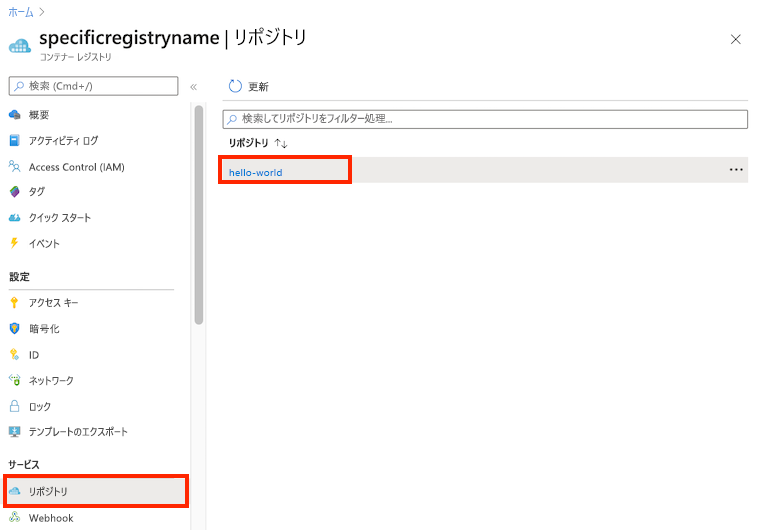 ホーム
specificregistryname | リポジトリ
コンテナー レジストリ
検索 (Cmd+/)
概要
アクティビティ ログ
Access Control (IAM)
タグ
クイック スタート
イベント
設定
アクセス キー
暗号化
ID
ネットワーク
ロック
テンプレートのエクスポート
サービス
リポジトリ
Webhook
更新
検索してリポジトリをフィルター処理...
リポジトリ ↑↓
hello-world